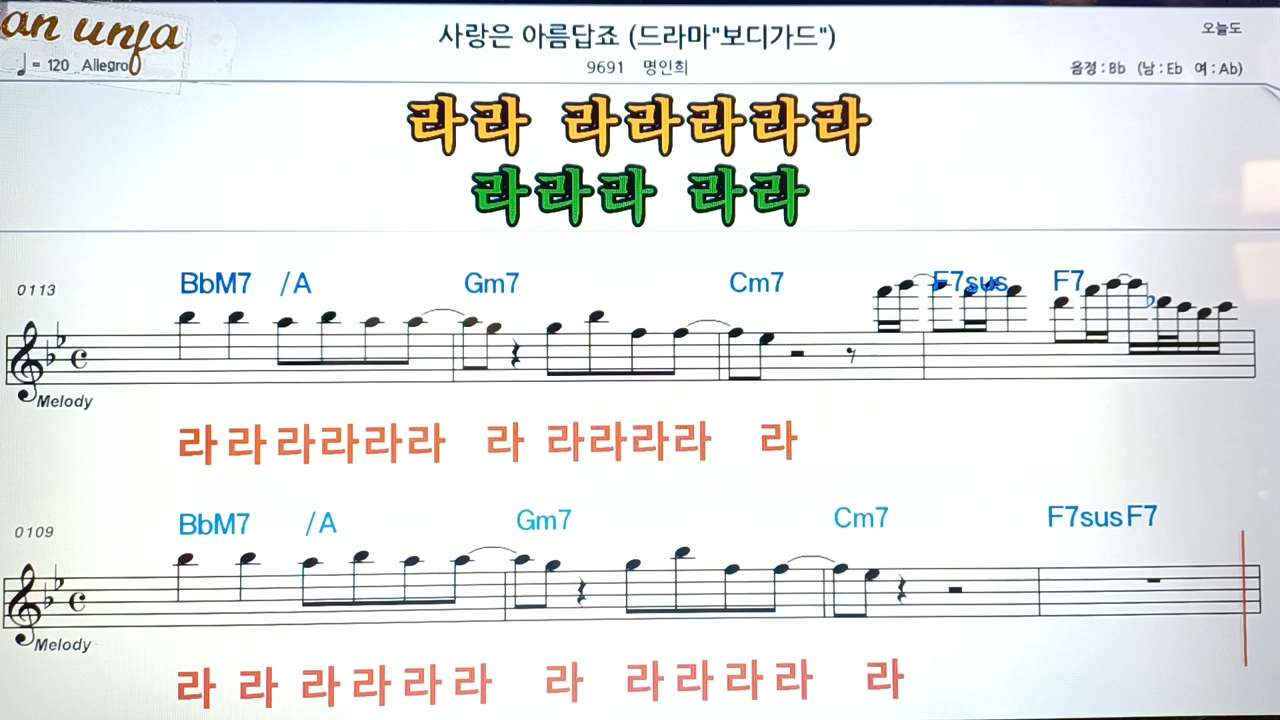 an unfa
사랑은 아름답죠 (드라마"보디가드")
오늘도
♩= 120 Allegro
9691 명인희
음정 : Bb (남 : Eb 여 : Ab)
라라 라라라라라
라라라 라라
0113 BbM7 /A Gm7 Cm7 F7sus F7
Melody
라 라 라라라라 라 라라라라 라
0109 BbM7 /A Gm7 Cm7 F7sus F7
Melody
라 라 라 라 라 라 라 라 라 라 라 라